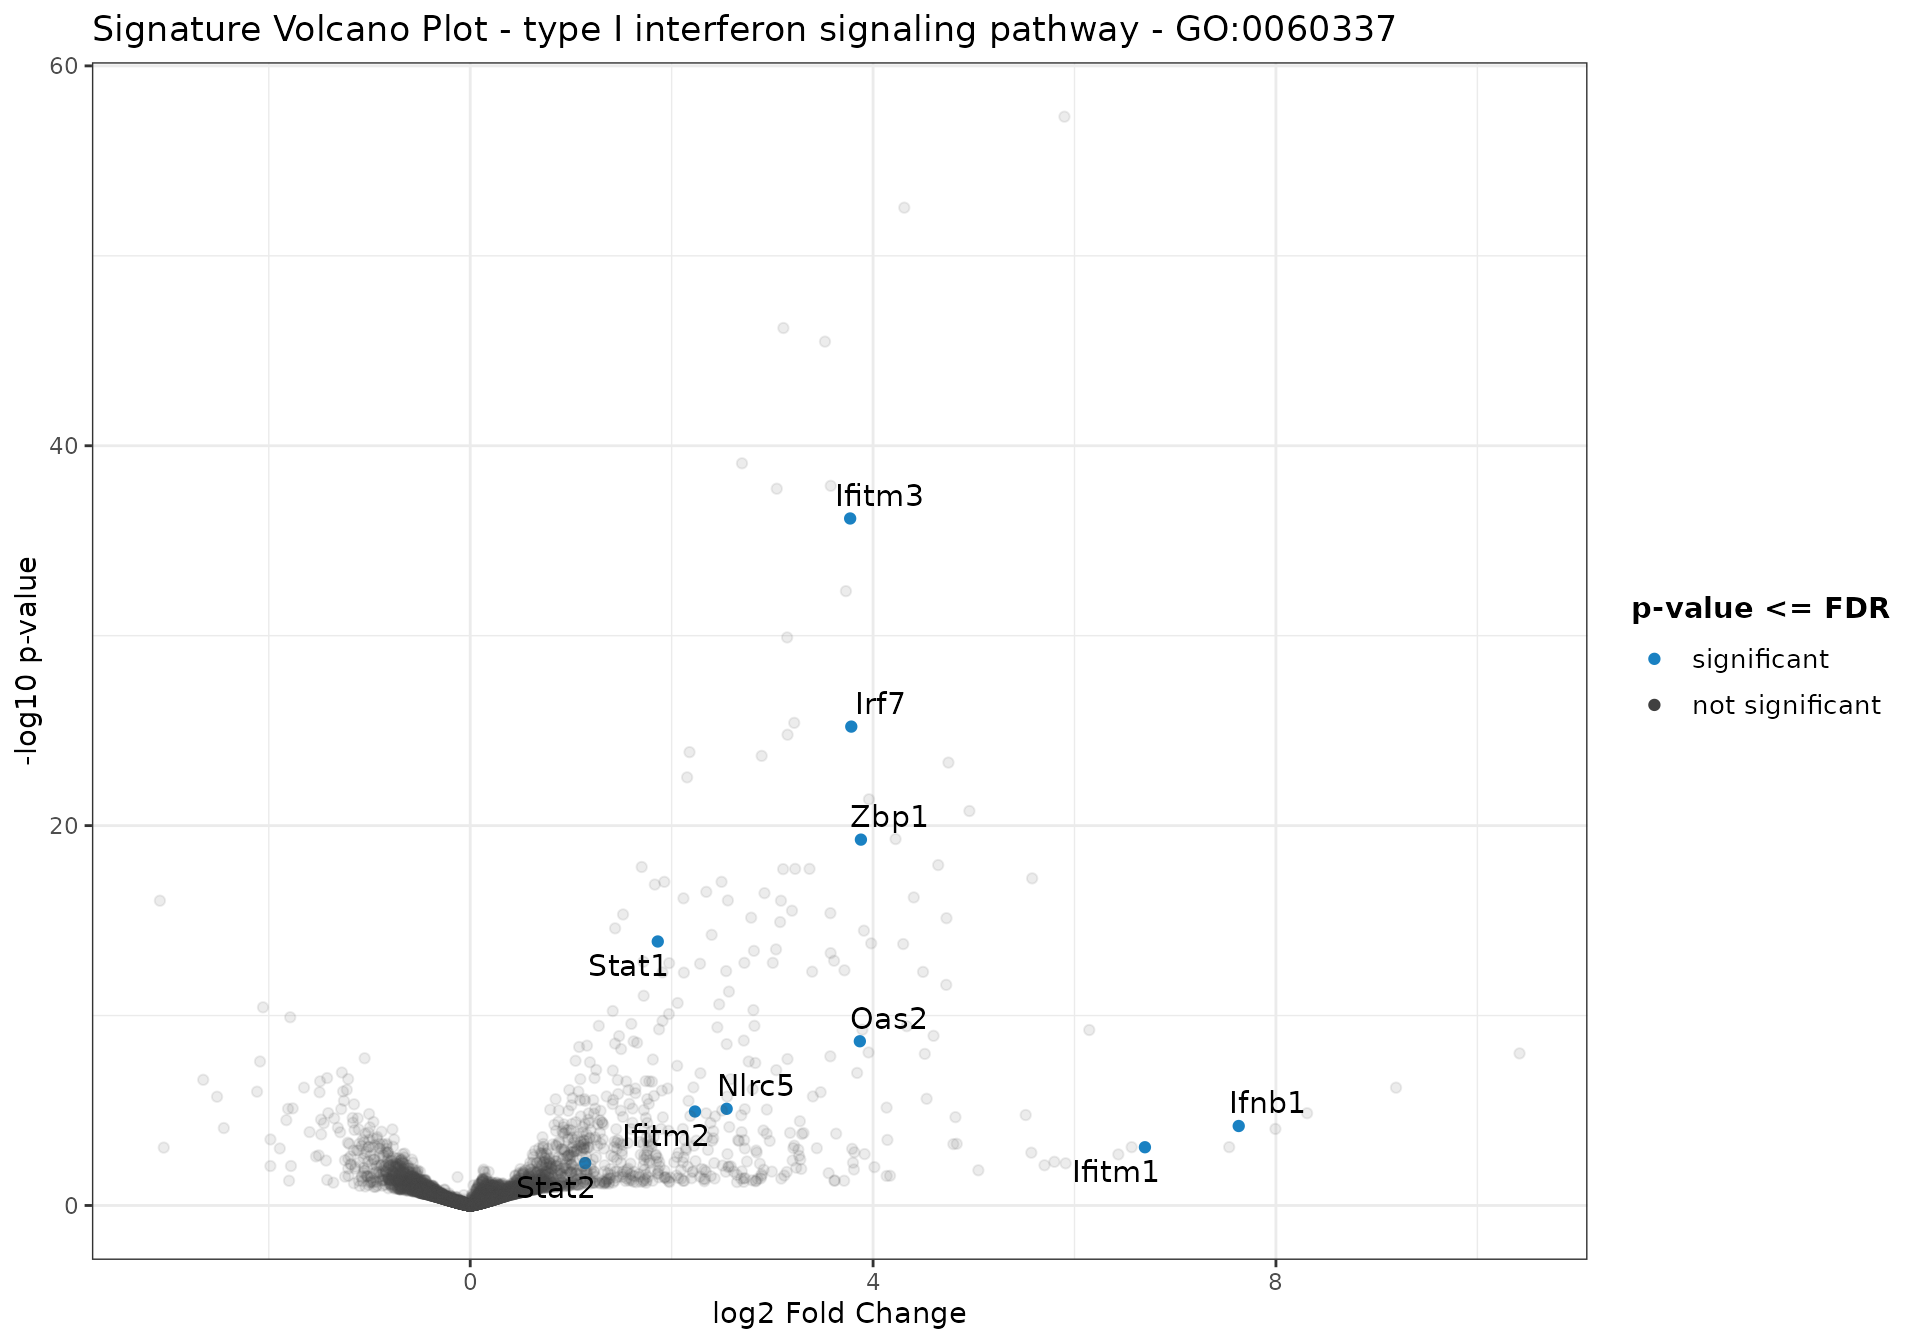 Signature Volcano Plot - type I interferon signaling pathway - GO:0060337
60
40
20
0
-log10 p-value
Ifitm3
Irf7
Zbp1
Stat1
Oas2
Nlrc5
Ifnb1
Ifitm2
Ifitm1
Stat2
0
4
8
log2 Fold Change
p-value <= FDR
significant
not significant